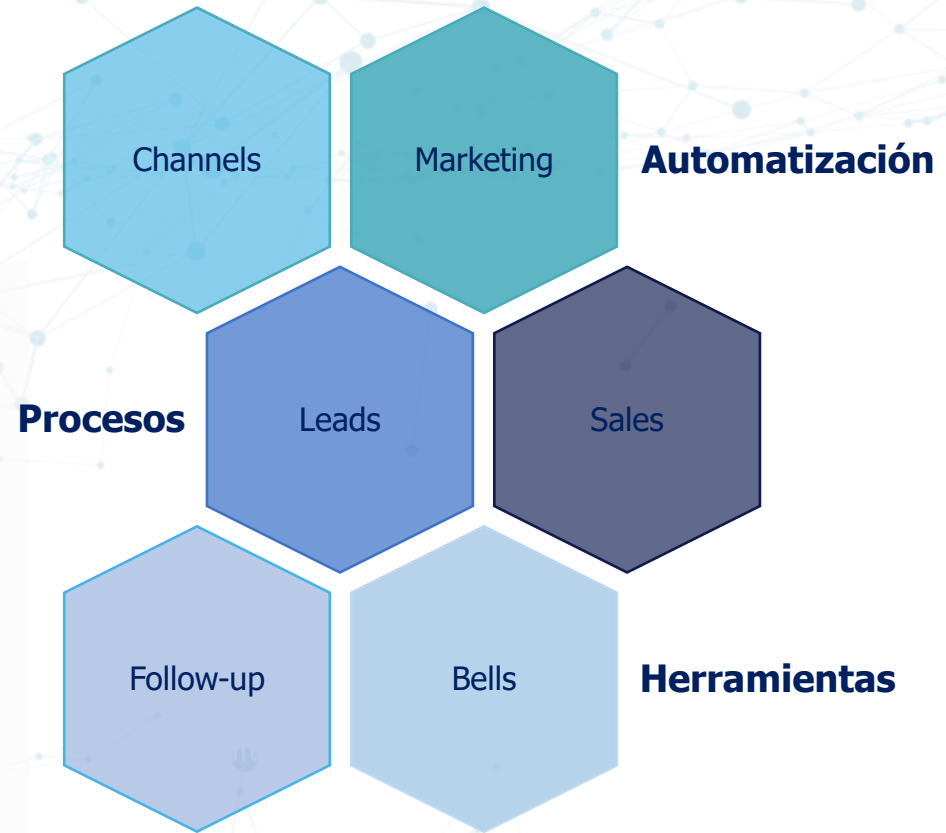 Channels
Marketing
Automatización
Procesos
Leads
Sales
Follow-up
Bells
Herramientas